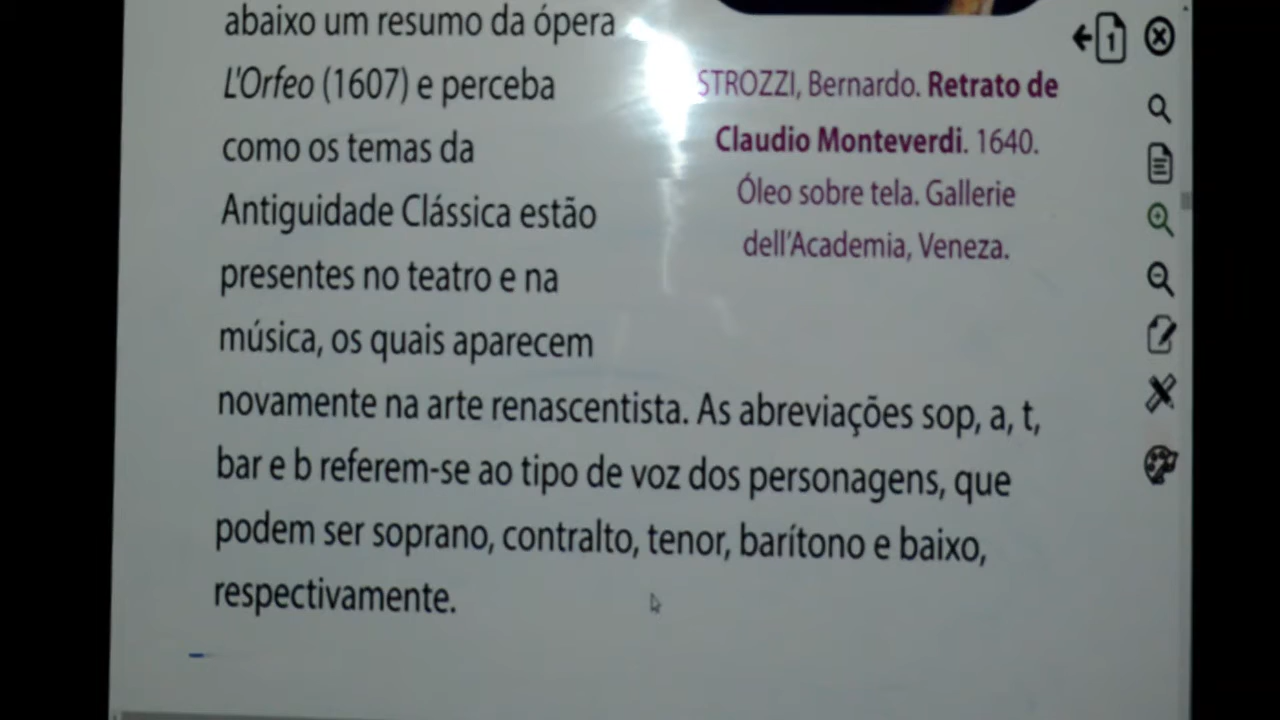 abaixo um resumo da ópera
L'Orfeo (1607) e perceba
como os temas da
Antiguidade Clássica estão
presentes no teatro e na
música, os quais aparecem
novamente na arte renascentista. As abreviações sop, a, t,
bar e b referem-se ao tipo de voz dos personagens, que
podem ser soprano, contralto, tenor, barítono e baixo,
respectivamente.
STROZZI, Bernardo. Retrato de
Claudio Monteverdi. 1640.
Óleo sobre tela. Gallerie
dell'Academia, Veneza.
1